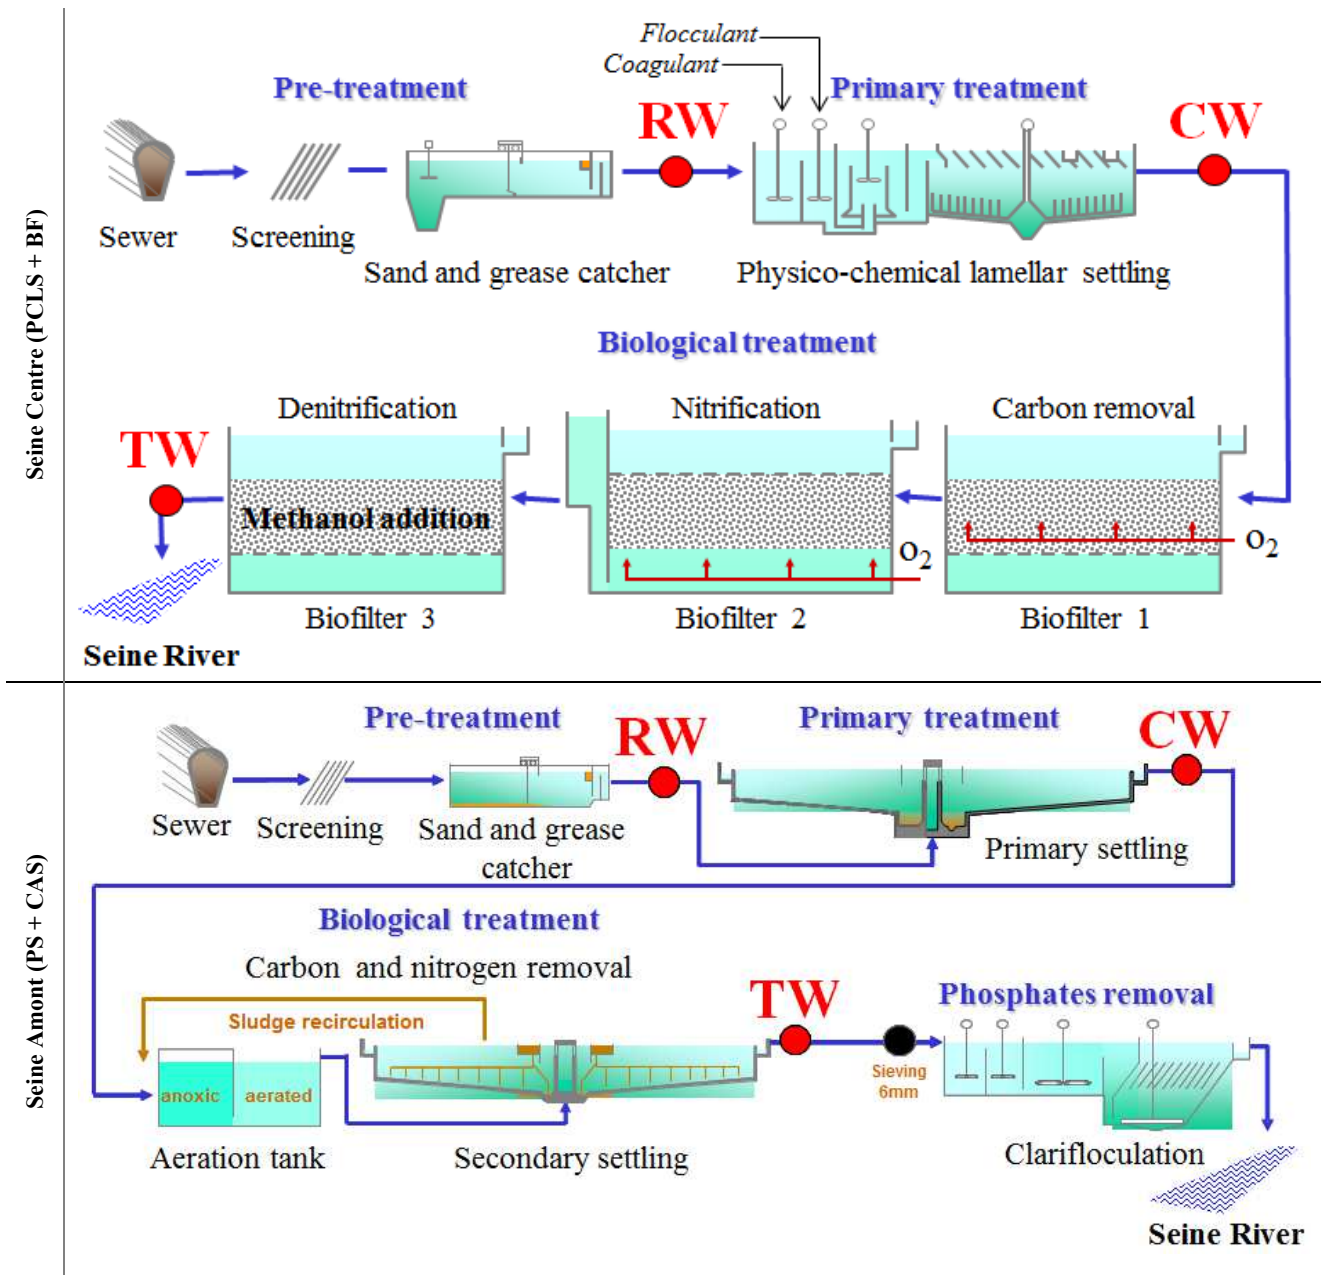 Seine Centre (PCLS + BF)
Flocculant
Coagulant
Pre-treatment
RW
Primary treatment
CW
Sewer
Screening
Sand and grease catcher
Physico-chemical lamellar settling
Biological treatment
Denitrification
Nitrification
Carbon removal
TW
Methanol addition
O2
O2
Biofilter 3
Biofilter 2
Biofilter 1
Seine River
Seine Amont (PS + CAS)
Pre-treatment
RW
Primary treatment
CW
Sewer
Screening
Sand and grease
catcher
Primary settling
Biological treatment
Carbon and nitrogen removal
Sludge recirculation
TW
Phosphates removal
anoxic
aerated
Sieving
6mm
Aeration tank
Secondary settling
Clarifloculation
Seine River